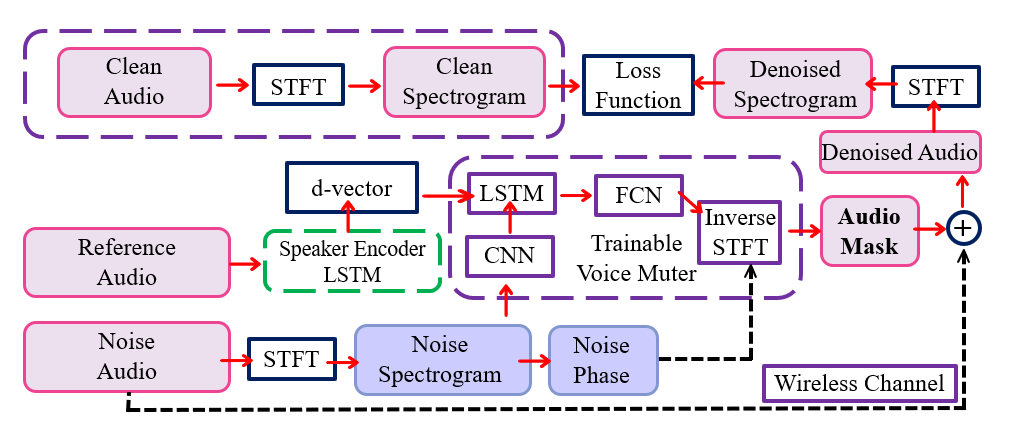 Clean
Audio
STFT
Clean
Spectrogram
Loss
Function
Denoised
Spectrogram
STFT
Denoised Audio
d-vector
LSTM
FCN
Inverse
STFT
Audio
Mask
+
Reference
Audio
Speaker Encoder
LSTM
CNN
Trainable
Voice Muter
Noise
Audio
STFT
Noise
Spectrogram
Noise
Phase
Wireless Channel